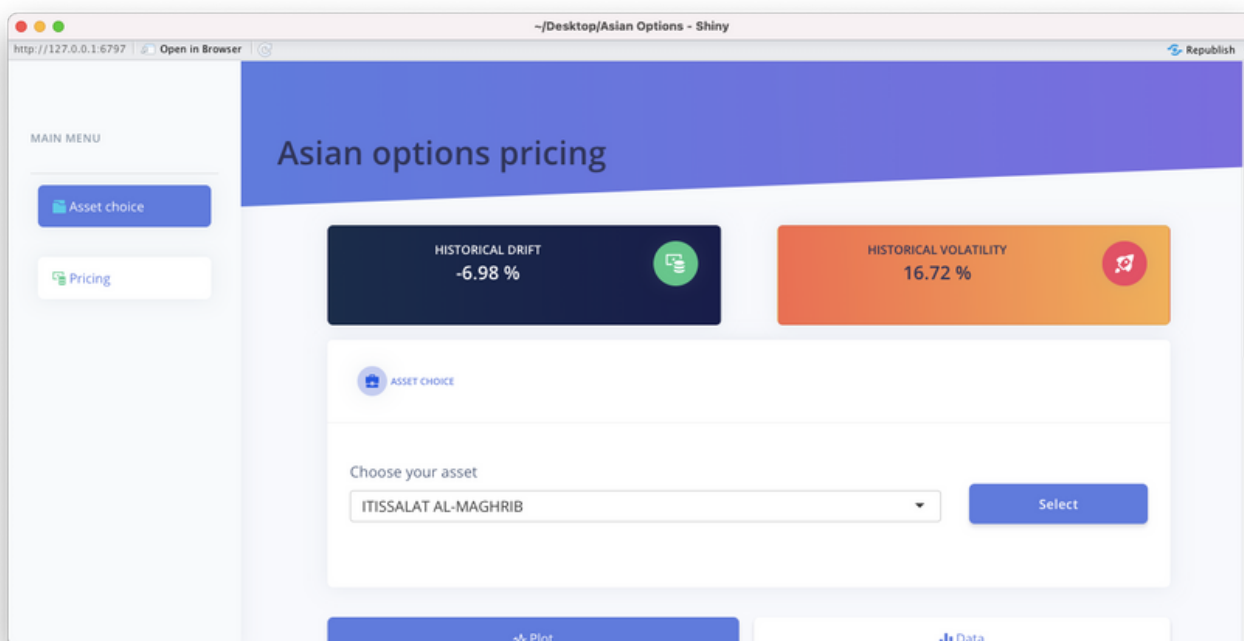 ~/Desktop/Asian Options - Shiny
http://127.0.0.1:6797 Open in Browser Republish
MAIN MENU
Asset choice
Pricing
Asian options pricing
HISTORICAL DRIFT
-6.98 %
HISTORICAL VOLATILITY
16.72 %
ASSET CHOICE
Choose your asset
ITISSALAT AL-MAGHRIB
Select
Plot
Data